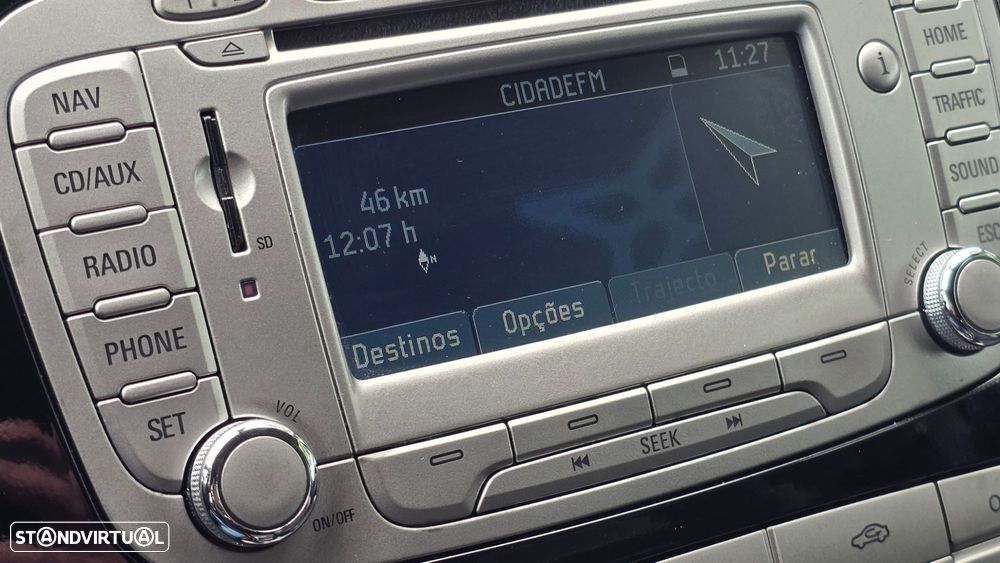 NAV
CD/AUX
RADIO
PHONE
SET
VOL
ON/OFF
SD
CIDADEFM
11:27
46 km
12:07 h
N
Destinos
Opções
Trajecto
Parar
SEEK
i
HOME
TRAFFIC
SOUND
ESC
SELECT
STANDVIRTUAL